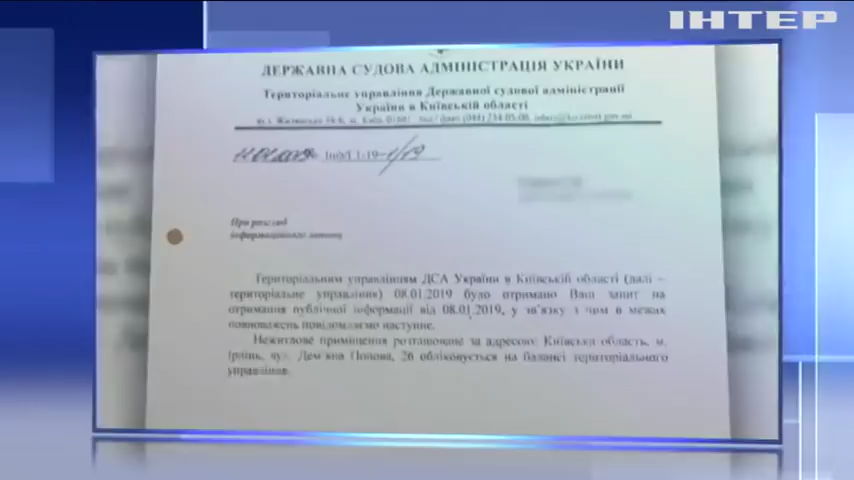 ІНТЕР
ДЕРЖАВНА СУДОВА АДМІНІСТРАЦІЯ УКРАЇНИ
Територіальне управління Державної судової адміністрації
України в Київській області
При розгляд
інформаційного запиту
Територіальним управлінням ДСА України в Київській області (далі –
територіальне управління) 08.01.2019 було отримано Ваш запит на
отримання публічної інформації від 08.01.2019, у зв'язку з чим в межах
повноважень повідомляємо наступне.
Нежитлове приміщення розташоване за адресою: Київська область, м.
Ірпінь, вул. Дем'яна Попова, 26 обліковується на балансі територіального
управління.